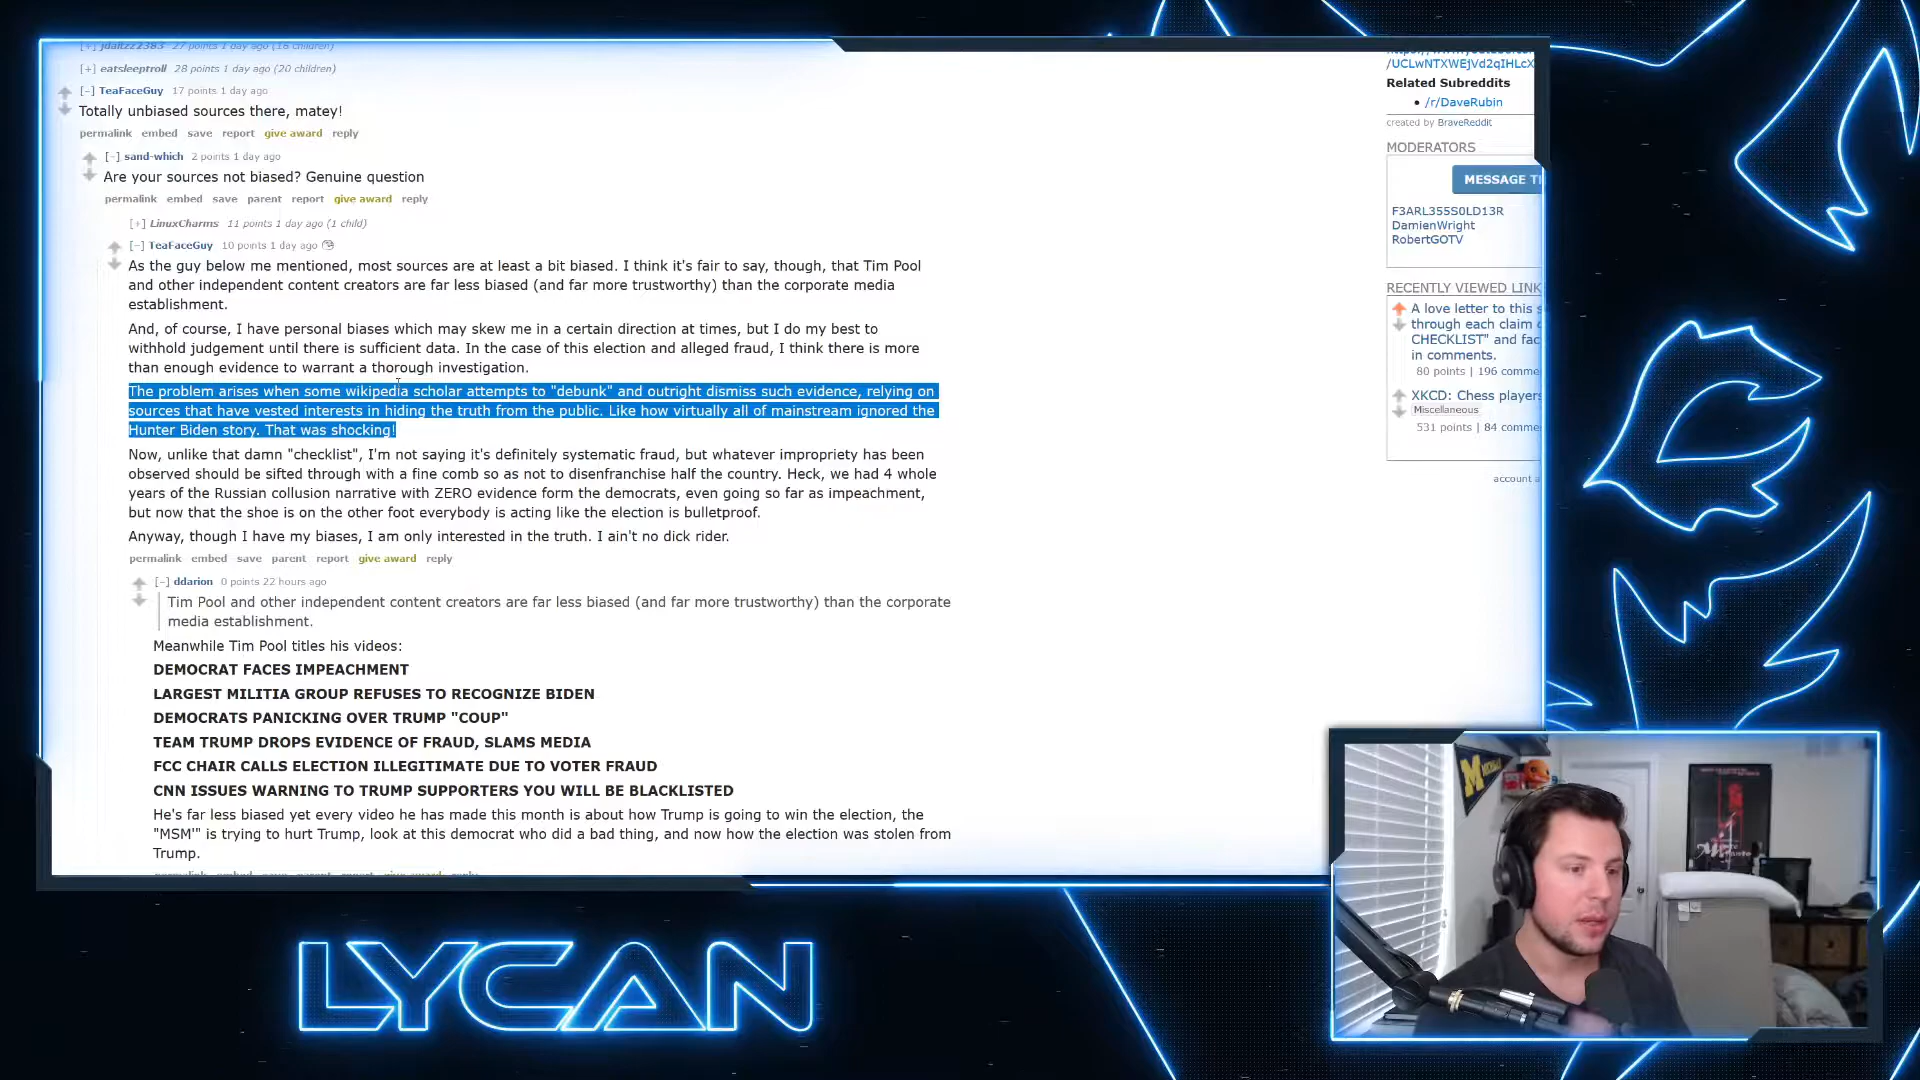 [+] jdaltzz2383 27 points 1 day ago (16 children)
[+] eatsleeptroll 28 points 1 day ago (20 children)
[-] TeaFaceGuy 17 points 1 day ago
Totally unbiased sources there, matey!
permalink embed save report give award reply
[-] sand-which 2 points 1 day ago
Are your sources not biased? Genuine question
permalink embed save parent report give award reply
[+] LinuxCharms 11 points 1 day ago (1 child)
[-] TeaFaceGuy 10 points 1 day ago
As the guy below me mentioned, most sources are at least a bit biased. I think it's fair to say, though, that Tim Pool
and other independent content creators are far less biased (and far more trustworthy) than the corporate media
establishment.
And, of course, I have personal biases which may skew me in a certain direction at times, but I do my best to
withhold judgement until there is sufficient data. In the case of this election and alleged fraud, I think there is more
than enough evidence to warrant a thorough investigation.
The problem arises when some wikipedia scholar attempts to "debunk" and outright dismiss such evidence, relying on
sources that have vested interests in hiding the truth from the public. Like how virtually all of mainstream ignored the
Hunter Biden story. That was shocking!
Now, unlike that damn "checklist", I'm not saying it's definitely systematic fraud, but whatever impropriety has been
observed should be sifted through with a fine comb so as not to disenfranchise half the country. Heck, we had 4 whole
years of the Russian collusion narrative with ZERO evidence form the democrats, even going so far as impeachment,
but now that the shoe is on the other foot everybody is acting like the election is bulletproof.
Anyway, though I have my biases, I am only interested in the truth. I ain't no dick rider.
permalink embed save parent report give award reply
[-] ddarion 0 points 22 hours ago
Tim Pool and other independent content creators are far less biased (and far more trustworthy) than the corporate
media establishment.
Meanwhile Tim Pool titles his videos:
DEMOCRAT FACES IMPEACHMENT
LARGEST MILITIA GROUP REFUSES TO RECOGNIZE BIDEN
DEMOCRATS PANICKING OVER TRUMP "COUP"
TEAM TRUMP DROPS EVIDENCE OF FRAUD, SLAMS MEDIA
FCC CHAIR CALLS ELECTION ILLEGITIMATE DUE TO VOTER FRAUD
CNN ISSUES WARNING TO TRUMP SUPPORTERS YOU WILL BE BLACKLISTED
He's far less biased yet every video he has made this month is about how Trump is going to win the election, the
"MSM'" is trying to hurt Trump, look at this democrat who did a bad thing, and now how the election was stolen from
Trump.
permalink embed save parent report give award reply
/UCLwNTXWEjVd2qIHLcX
Related Subreddits
• /r/DaveRubin
created by BraveReddit
MODERATORS
MESSAGE T
F3ARL355S0LD13R
DamienWright
RobertGOTV
RECENTLY VIEWED LINK
A love letter to this s
through each claim
CHECKLIST" and fac
in comments.
80 points | 196 comme
XKCD: Chess players
Miscellaneous
531 points | 84 comme
account a
LYCAN